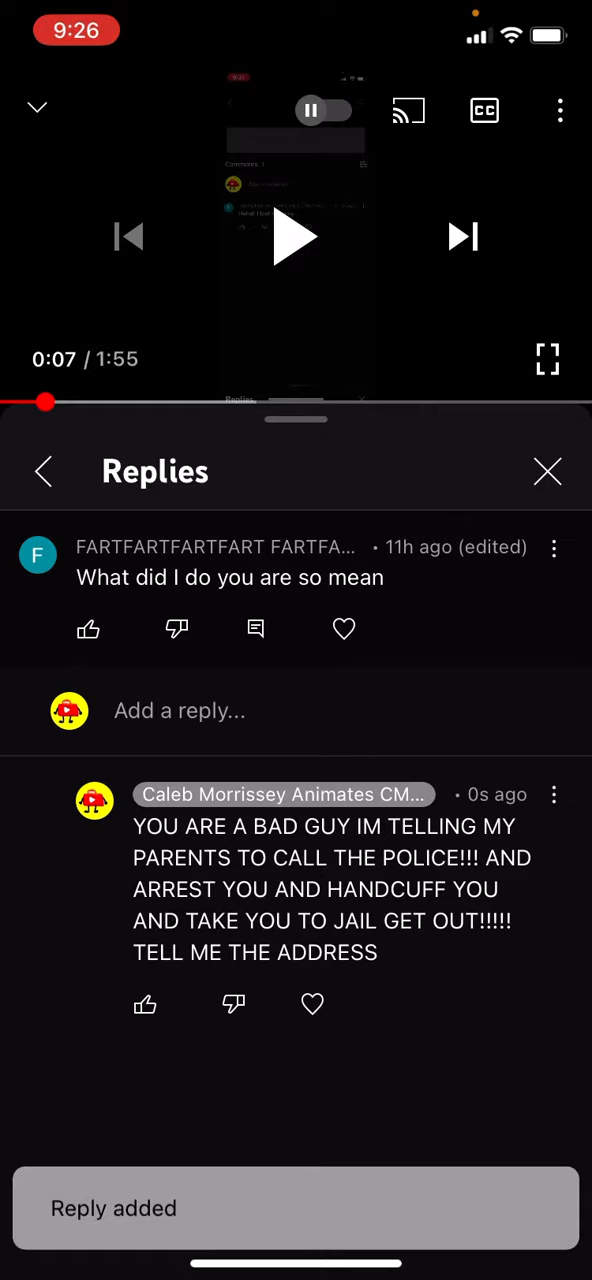 9:26
CC
0:07 / 1:55
Replies
F
FARTFARTFARTFART FARTFA... • 11h ago (edited)
What did I do you are so mean
Add a reply...
Caleb Morrissey Animates CM... • 0s ago
YOU ARE A BAD GUY IM TELLING MY
PARENTS TO CALL THE POLICE!!! AND
ARREST YOU AND HANDCUFF YOU
AND TAKE YOU TO JAIL GET OUT!!!!!
TELL ME THE ADDRESS
Reply added